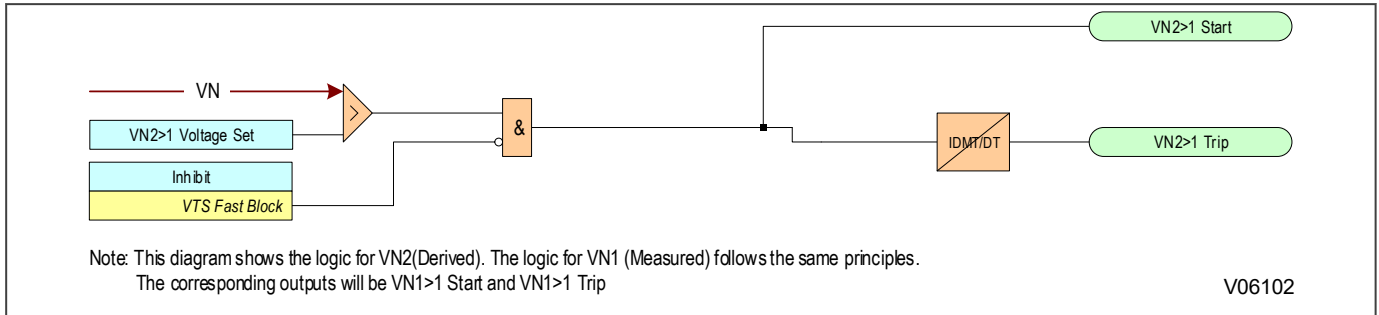 VN2>1 Start
VN
>
VN2>1 Voltage Set
&
IDMT/DT
VN2>1 Trip
Inhibit
VTS Fast Block
Note: This diagram shows the logic for VN2(Derived). The logic for VN1 (Measured) follows the same principles.
The corresponding outputs will be VN1>1 Start and VN1>1 Trip
V06102